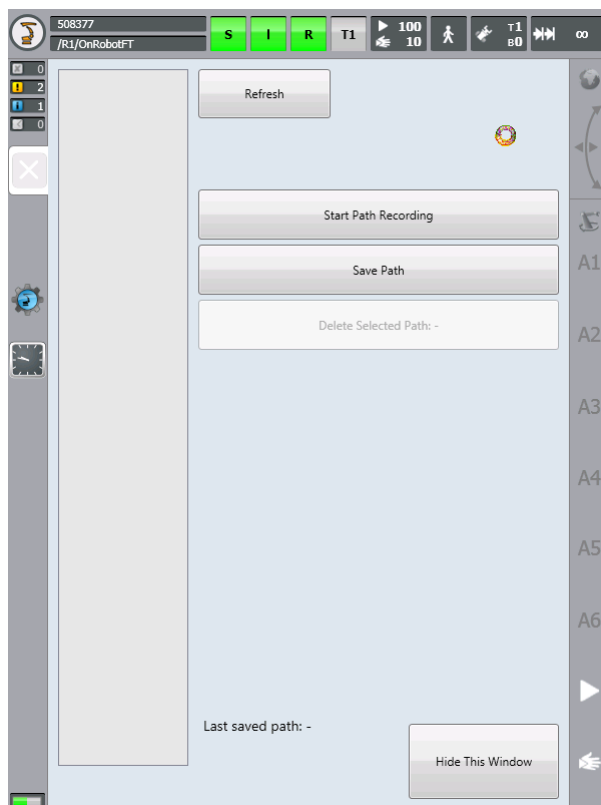 508377
/R1/OnRobotFT
S I R T1 100 10 T1 B0 ∞
0
2
1
0
Refresh
Start Path Recording
Save Path
Delete Selected Path: -
A1
A2
A3
A4
A5
A6
Last saved path: -
Hide This Window